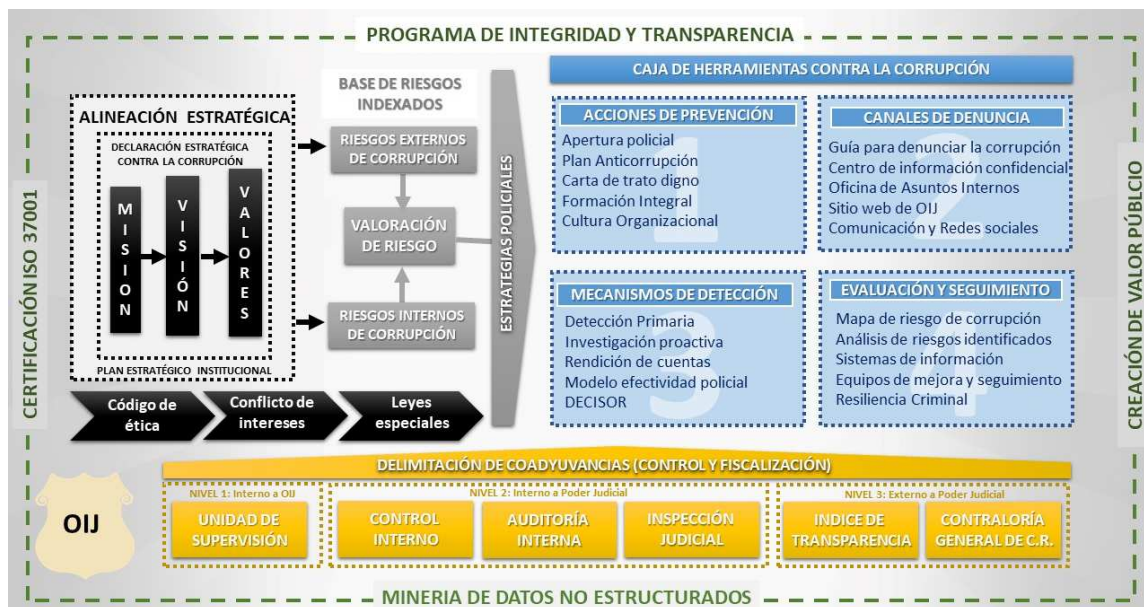 PROGRAMA DE INTEGRIDAD Y TRANSPARENCIA
CERTIFICACIÓN ISO 37001
ALINEACIÓN ESTRATÉGICA
DECLARACIÓN ESTRATÉGICA
CONTRA LA CORRUPCIÓN
MISION
VISIÓN
VALORES
PLAN ESTRATÉGICO INSTITUCIONAL
BASE DE RIESGOS
INDEXADOS
RIESGOS EXTERNOS
DE CORRUPCIÓN
VALORACIÓN
DE RIESGO
RIESGOS INTERNOS
DE CORRUPCIÓN
Código de
ética
Conflicto de
intereses
Leyes
especiales
ESTRATEGIAS POLICIALES
CAJA DE HERRAMIENTAS CONTRA LA CORRUPCIÓN
1
ACCIONES DE PREVENCIÓN
Apertura policial
Plan Anticorrupción
Carta de trato digno
Formación Integral
Cultura Organizacional
2
CANALES DE DENUNCIA
Guía para denunciar la corrupción
Centro de información confidencial
Oficina de Asuntos Internos
Sitio web de OIJ
Comunicación y Redes sociales
3
MECANISMOS DE DETECCIÓN
Detección Primaria
Investigación proactiva
Rendición de cuentas
Modelo efectividad policial
DECISOR
4
EVALUACIÓN Y SEGUIMIENTO
Mapa de riesgo de corrupción
Análisis de riesgos identificados
Sistemas de información
Equipos de mejora y seguimiento
Resiliencia Criminal
CREACIÓN DE VALOR PÚBLCIO
DELIMITACIÓN DE COADYUVANCIAS (CONTROL Y FISCALIZACIÓN)
OIJ
NIVEL 1: Interno a OIJ
UNIDAD DE
SUPERVISIÓN
NIVEL 2: Interno a Poder Judicial
CONTROL
INTERNO
AUDITORÍA
INTERNA
INSPECCIÓN
JUDICIAL
NIVEL 3: Externo a Poder Judicial
INDICE DE
TRANSPARENCIA
CONTRALORÍA
GENERAL DE C.R.
MINERIA DE DATOS NO ESTRUCTURADOS